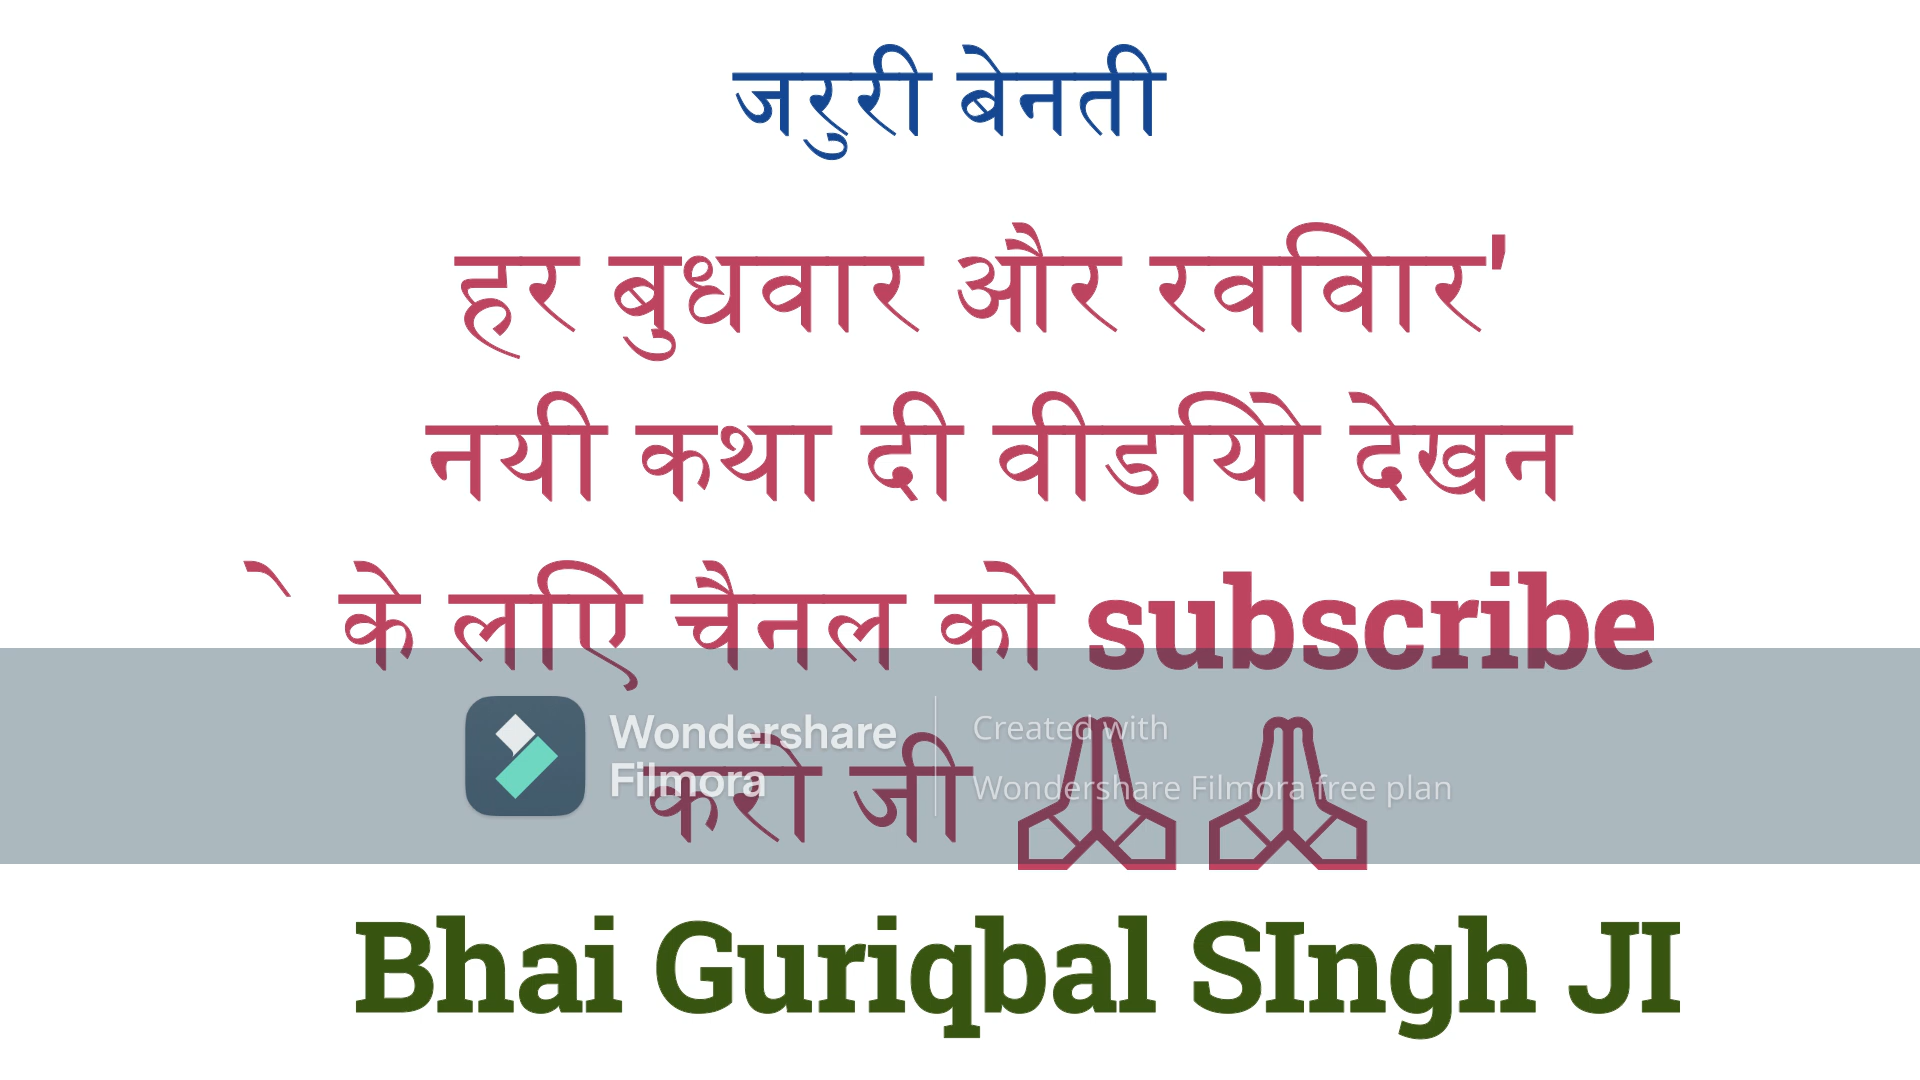 जरुरी बेनती
हर बुधवार और रविवार'
नयी कथा दी वीडियो देखन
े के लिए चैनल को subscribe
करो जी 🙏 🙏
Wondershare Filmora
Created with
Wondershare Filmora free plan
Bhai Guriqbal SIngh JI